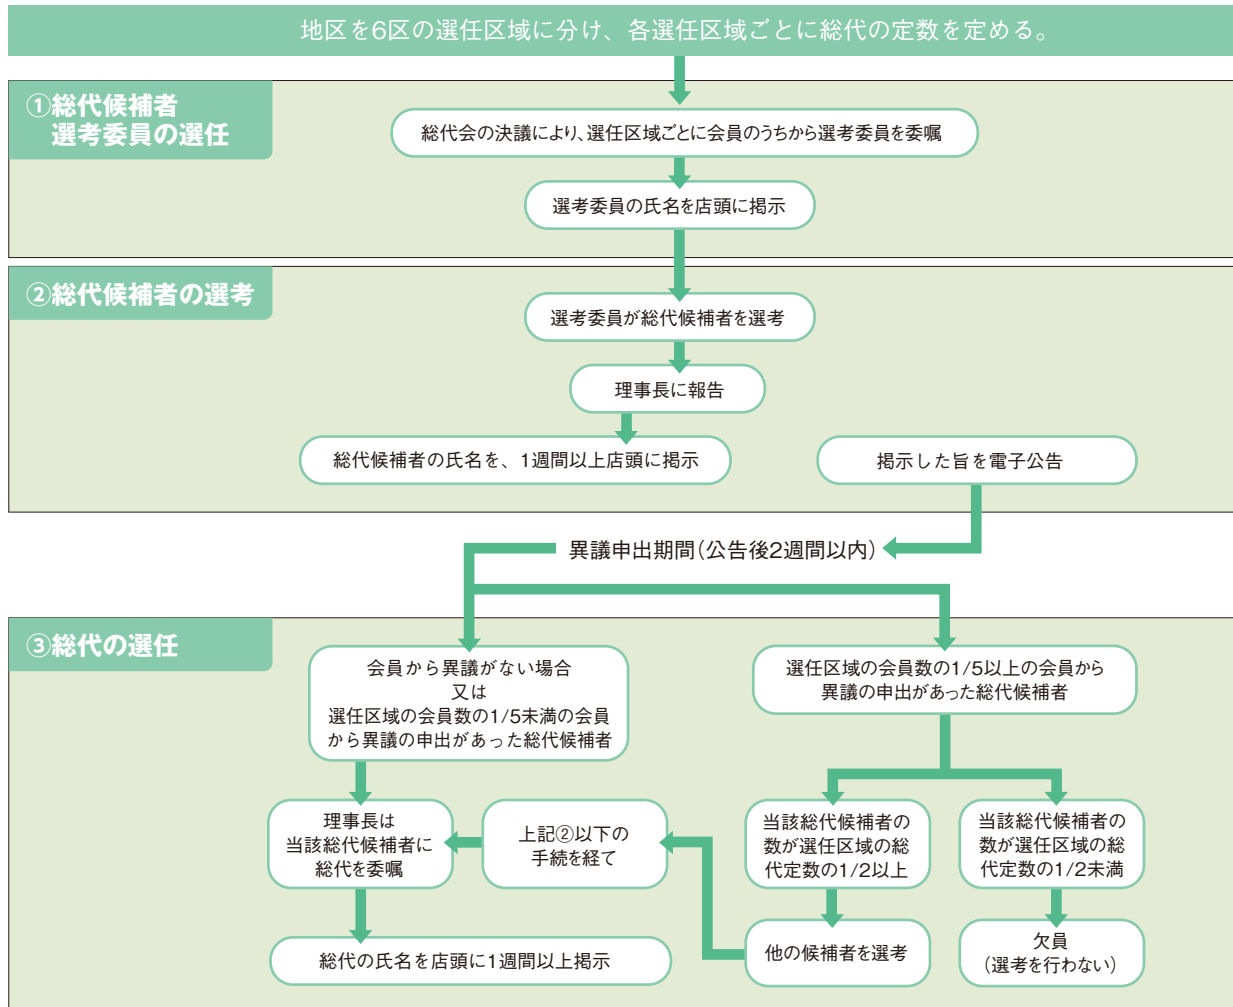 地区を6区の選任区域に分け、各選任区域ごとに総代の定数を定める。
①総代候補者
選考委員の選任
総代会の決議により、選任区域ごとに会員のうちから選考委員を委嘱
選考委員の氏名を店頭に掲示
②総代候補者の選考
選考委員が総代候補者を選考
理事長に報告
総代候補者の氏名を、1週間以上店頭に掲示
掲示した旨を電子公告
異議申出期間(公告後2週間以内)
③総代の選任
会員から異議がない場合
又は
選任区域の会員数の1/5未満の会員
から異議の申出があった総代候補者
選任区域の会員数の1/5以上の会員から
異議の申出があった総代候補者
理事長は
当該総代候補者に
総代を委嘱
上記②以下の
手続を経て
当該総代候補者の
数が選任区域の総
代定数の1/2以上
当該総代候補者の
数が選任区域の総
代定数の1/2未満
総代の氏名を店頭に1週間以上掲示
他の候補者を選考
欠員
(選考を行わない)